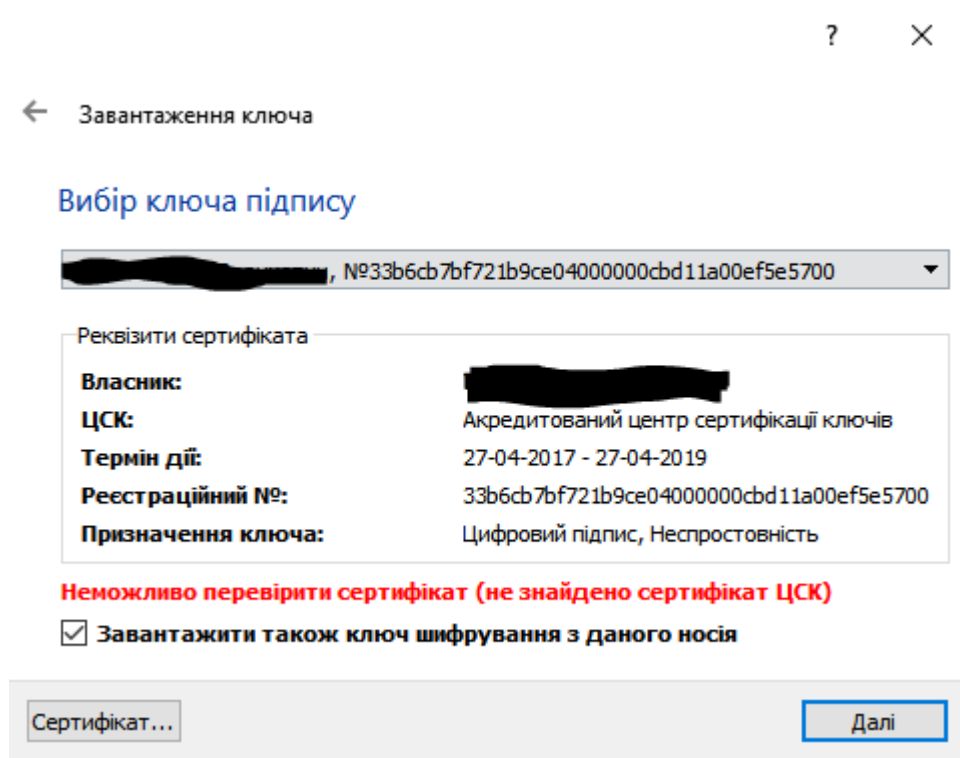 ?
Завантаження ключа
Вибір ключа підпису
, №33b6cb7bf721b9ce04000000cbd11a00ef5e5700
Реквізити сертифіката
Власник:
ЦСК: Акредитований центр сертифікації ключів
Термін дії: 27-04-2017 - 27-04-2019
Реєстраційний №: 33b6cb7bf721b9ce04000000cbd11a00ef5e5700
Призначення ключа: Цифровий підпис, Неспростовність
Неможливо перевірити сертифікат (не знайдено сертифікат ЦСК)
Завантажити також ключ шифрування з даного носія
Сертифікат... Далі